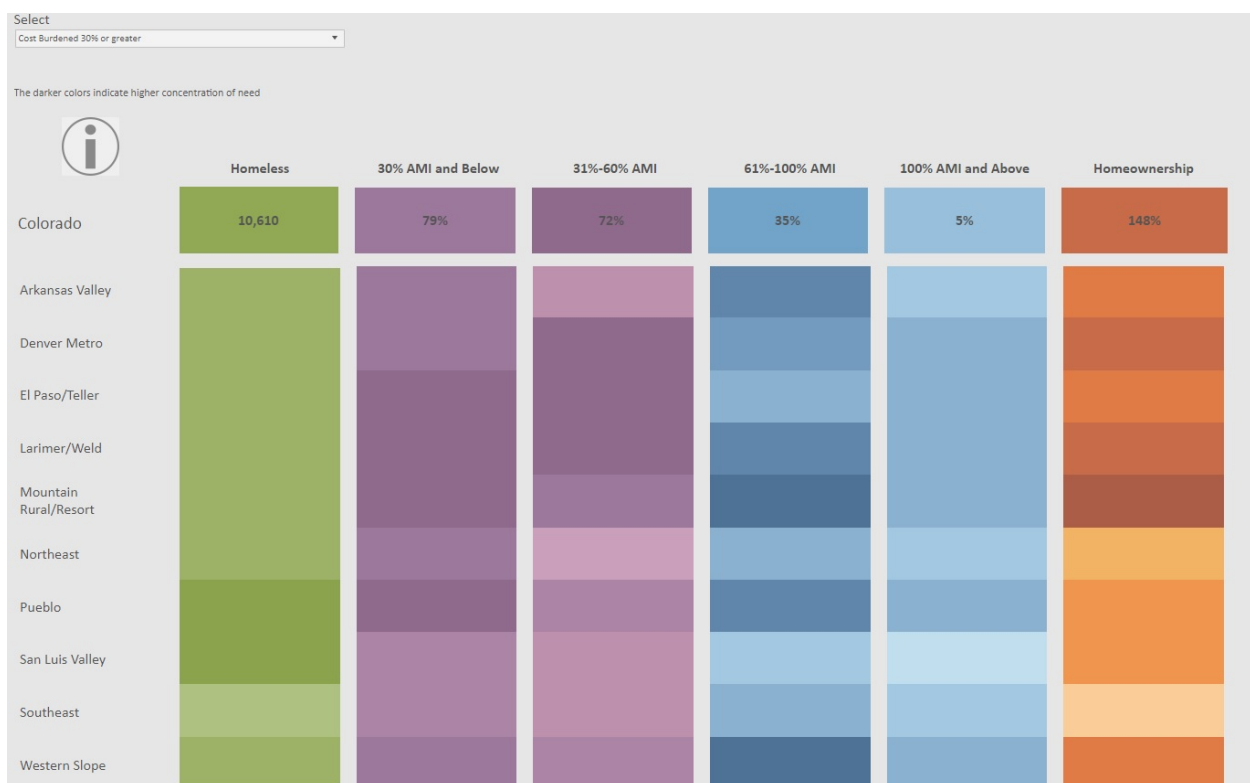 Select
Cost Burdened 30% or greater
The darker colors indicate higher concentration of need
i
Homeless 30% AMI and Below 31%-60% AMI 61%-100% AMI 100% AMI and Above Homeownership
Colorado 10,610 79% 72% 35% 5% 148%
Arkansas Valley
Denver Metro
El Paso/Teller
Larimer/Weld
Mountain
Rural/Resort
Northeast
Pueblo
San Luis Valley
Southeast
Western Slope